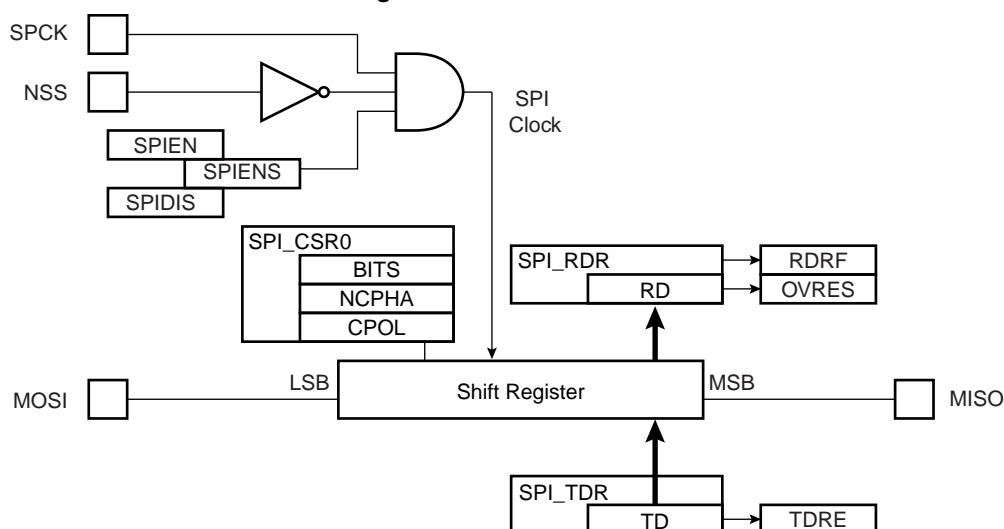 SPCK
NSS
SPI
Clock
SPIEN
SPIENS
SPIDIS
SPI_CSR0
BITS
NCPHA
CPOL
SPI_RDR
RD
RDRF
OVRES
MOSI
LSB
Shift Register
MSB
MISO
SPI_TDR
TD
TDRE